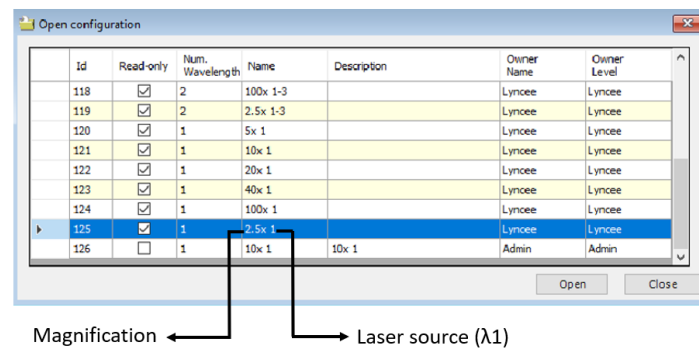 Open configuration
Id Read-only Num. Wavelength Name Description Owner Name Owner Level
118 2 100x 1-3 Lyncee Lyncee
119 2 2.5x 1-3 Lyncee Lyncee
120 1 5x 1 Lyncee Lyncee
121 1 10x 1 Lyncee Lyncee
122 1 20x 1 Lyncee Lyncee
123 1 40x 1 Lyncee Lyncee
124 1 100x 1 Lyncee Lyncee
125 1 2.5x 1 Lyncee Lyncee
126 1 10x 1 10x 1 Admin Admin
Open Close
Magnification Laser source (λ1)